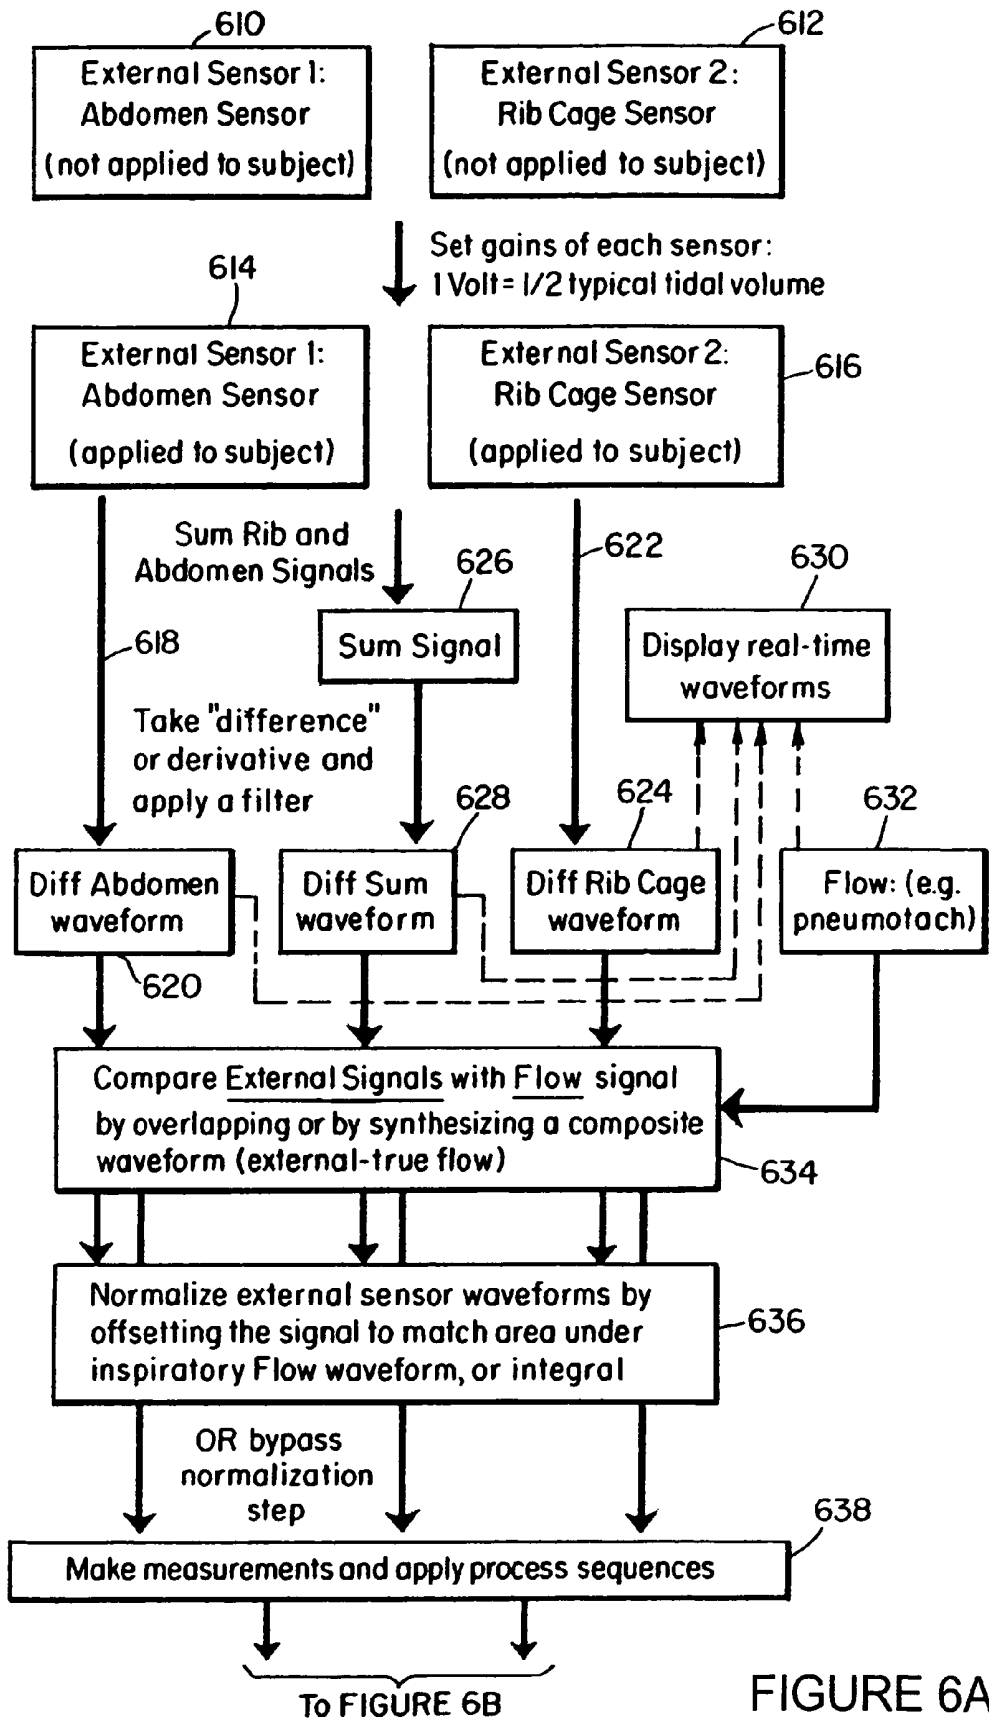 610
612
External Sensor 1:
Abdomen Sensor
(not applied to subject)
External Sensor 2:
Rib Cage Sensor
(not applied to subject)
Set gains of each sensor:
1 Volt= 1/2 typical tidal volume
614
External Sensor 1:
Abdomen Sensor
(applied to subject)
External Sensor 2:
Rib Cage Sensor
(applied to subject)
616
618
Sum Rib and
Abdomen Signals
622
626
Sum Signal
630
Display real-time
waveforms
Take "difference"
or derivative and
apply a filter
628
624
632
Diff Abdomen
waveform
Diff Sum
waveform
Diff Rib Cage
waveform
Flow: (e.g.
pneumotach)
620
Compare External Signals with Flow signal
by overlapping or by synthesizing a composite
waveform (external-true flow)
634
Normalize external sensor waveforms by
offsetting the signal to match area under
inspiratory Flow waveform, or integral
636
OR bypass
normalization
step
638
Make measurements and apply process sequences
To FIGURE 6B
FIGURE 6A